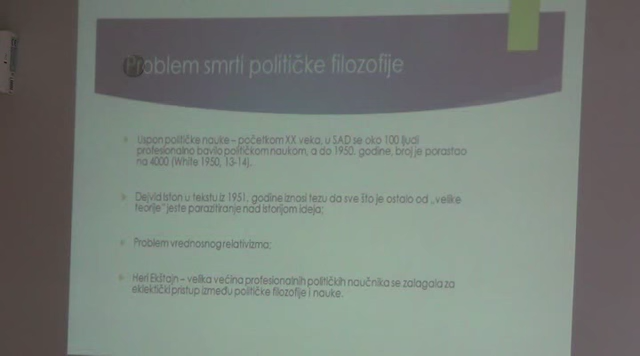 Problem smrti političke filozofije
Uspon političke nauke – početkom XX veka, u SAD se oko 100 ljudi
profesionalno bavilo političkom naukom, a do 1950. godine, broj je porastao
na 4000 (White 1950, 13-14).
Dejvid Iston u tekstu iz 1951. godine iznosi tezu da sve što je ostalo od „velike
teorije" jeste parazitiranje nad istorijom ideja;
Problem vrednosnog relativizma;
Heri Ekštajn – velika većina profesionalnih političkih naučnika se zalagala za
eklektički pristup između političke filozofije i nauke.